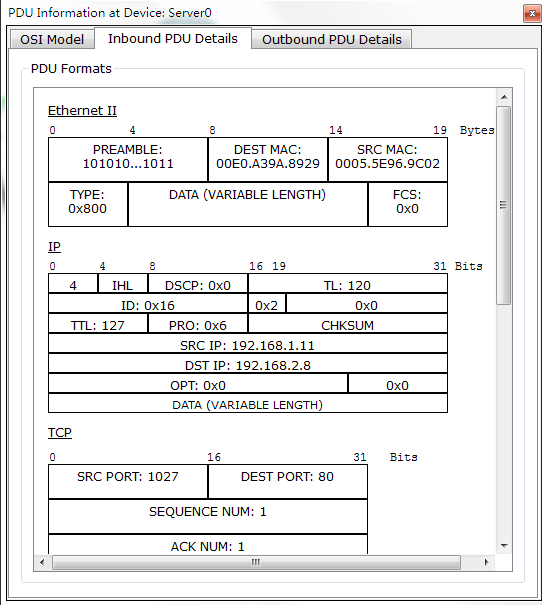 PDU Information at Device: Server0
OSI Model Inbound PDU Details Outbound PDU Details
PDU Formats
Ethernet II
0 4 8 14 19 Bytes
PREAMBLE: DEST MAC: SRC MAC:
101010...1011 00E0.A39A.8929 0005.5E96.9C02
TYPE: DATA (VARIABLE LENGTH) FCS:
0x800 0x0
IP
0 4 8 16 19 31 Bits
4 IHL DSCP: 0x0 TL: 120
ID: 0x16 0x2 0x0
TTL: 127 PRO: 0x6 CHKSUM
SRC IP: 192.168.1.11
DST IP: 192.168.2.8
OPT: 0x0 0x0
DATA (VARIABLE LENGTH)
TCP
0 16 31 Bits
SRC PORT: 1027 DEST PORT: 80
SEQUENCE NUM: 1
ACK NUM: 1